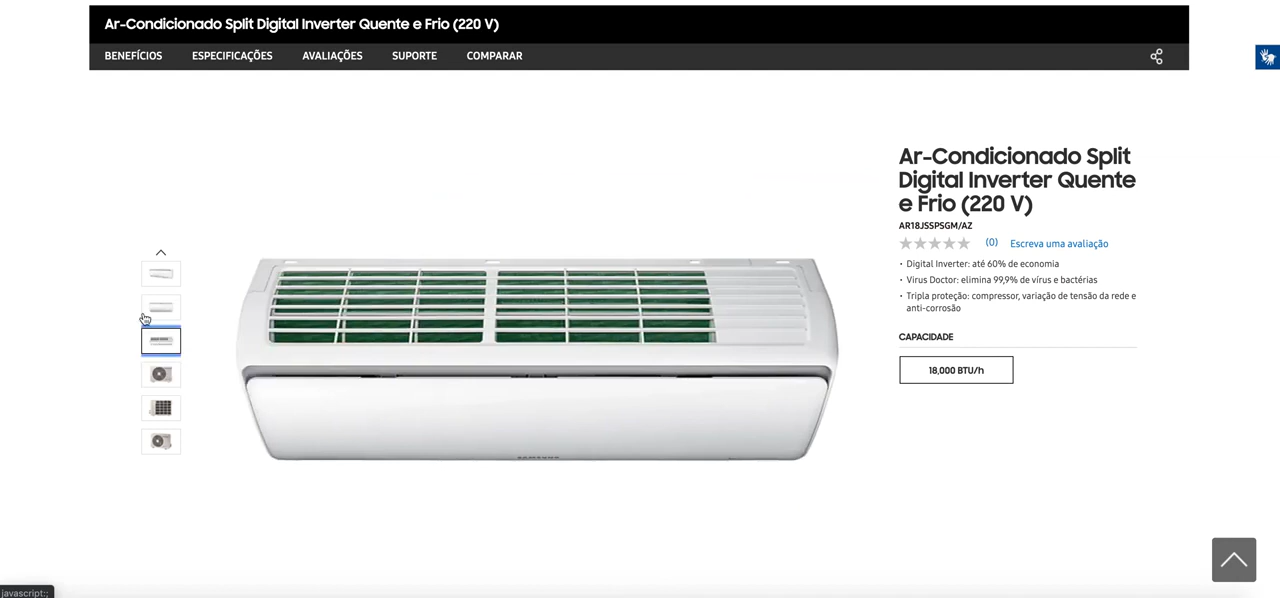 Ar-Condicionado Split Digital Inverter Quente e Frio (220 V)
BENEFÍCIOS ESPECIFICAÇÕES AVALIAÇÕES SUPORTE COMPARAR
Ar-Condicionado Split
Digital Inverter Quente
e Frio (220 V)
AR18JSSPSGM/AZ
(0) Escreva uma avaliação
· Digital Inverter: até 60% de economia
· Virus Doctor: elimina 99,9% de vírus e bactérias
· Tripla proteção: compressor, variação de tensão da rede e
anti-corrosão
CAPACIDADE
18,000 BTU/h
SAMSUNG
javascript:;